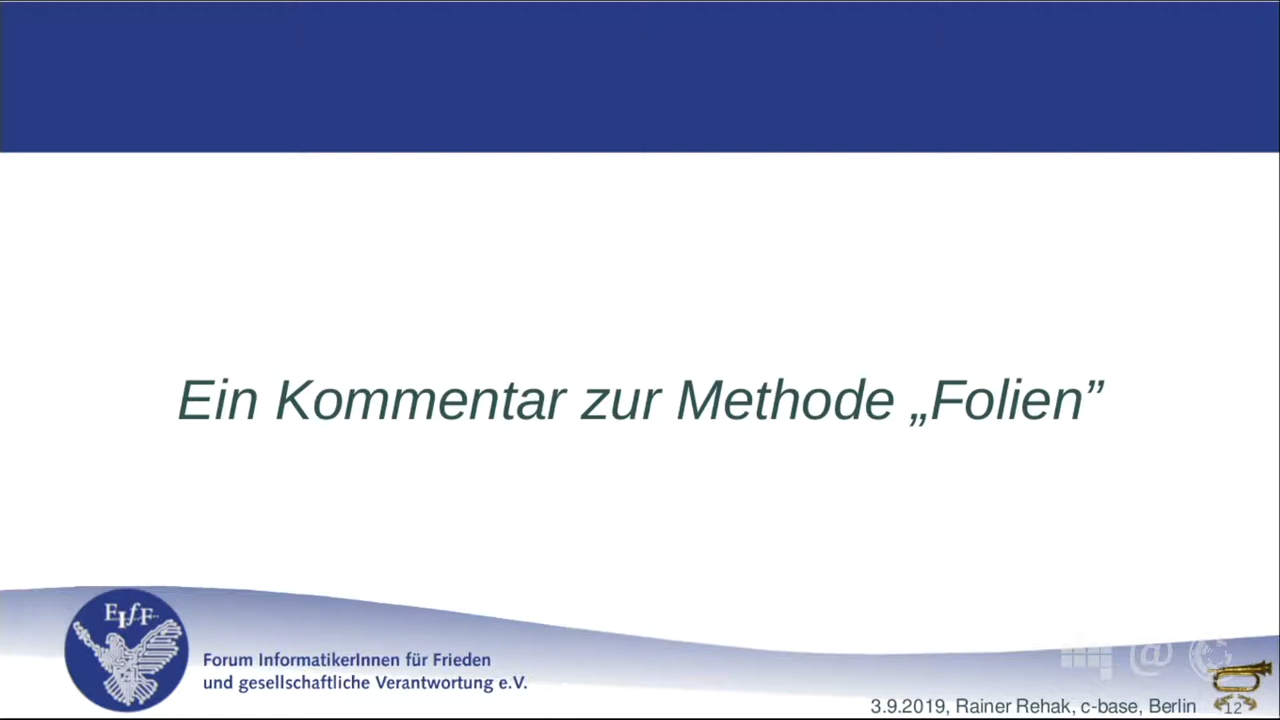 Ein Kommentar zur Methode „Folien”
FIfF
Forum InformatikerInnen für Frieden
und gesellschaftliche Verantwortung e.V.
@
3.9.2019, Rainer Rehak, c-base, Berlin
12